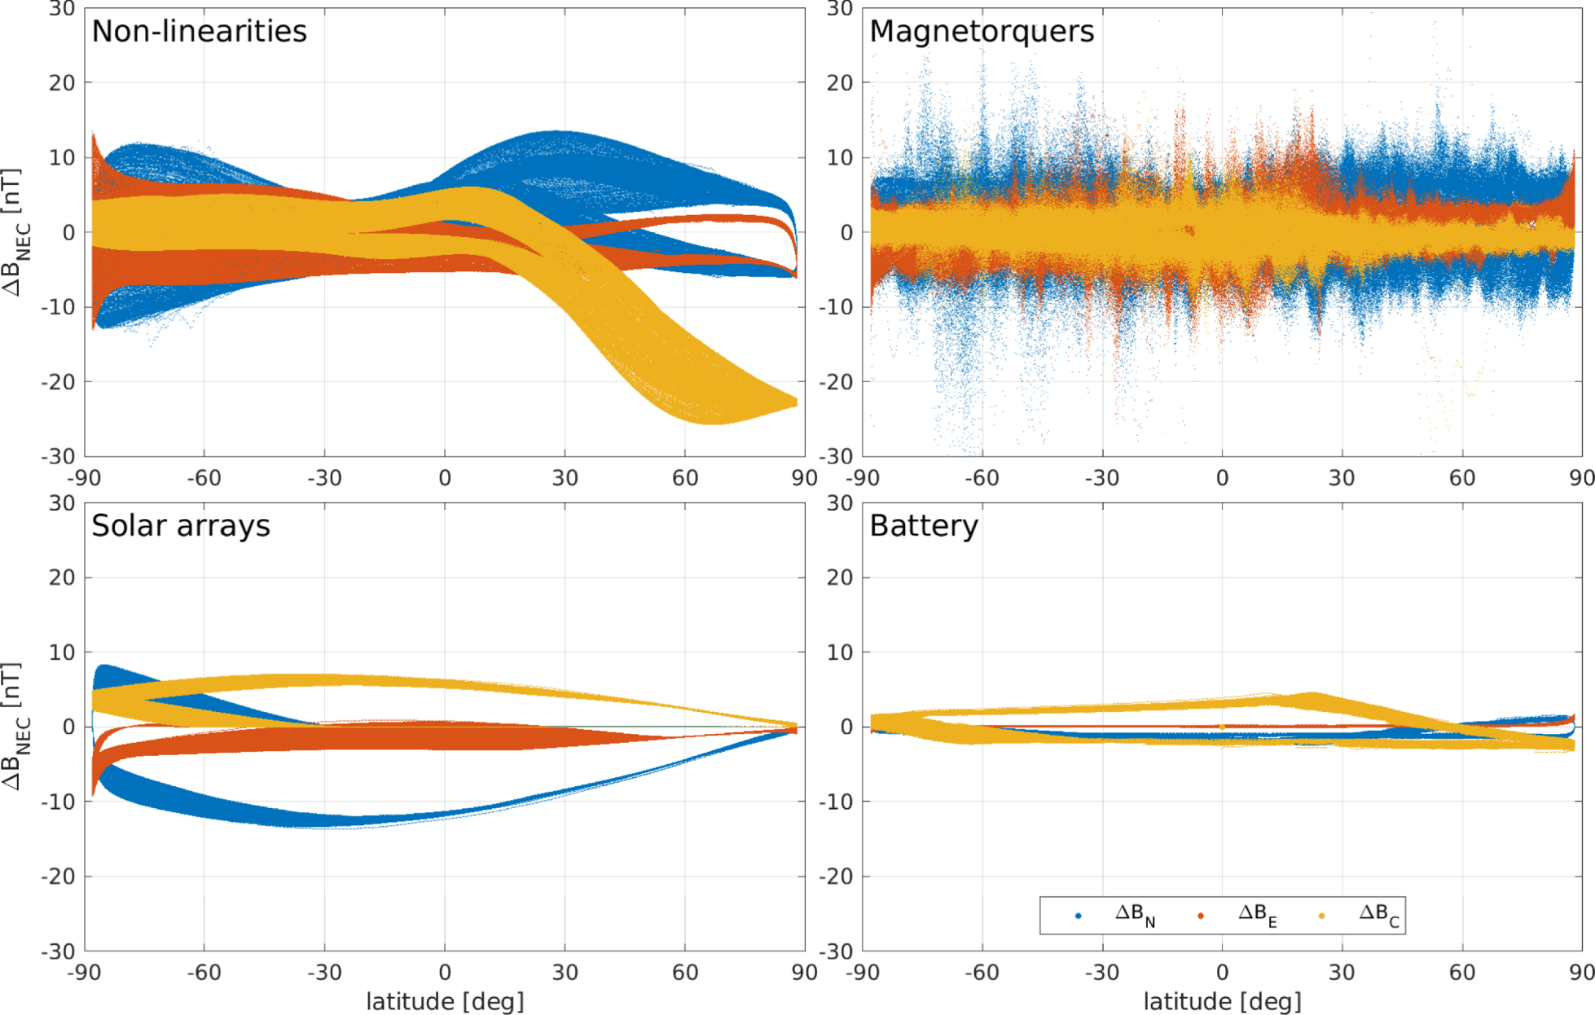 Non-linearities
Magnetorquers
30
20
10
0
-10
-20
-30
ΔB_NEC [nT]
-90 -60 -30 0 30 60 90
30
20
10
0
-10
-20
-30
-90 -60 -30 0 30 60 90
Solar arrays
Battery
30
20
10
0
-10
-20
-30
ΔB_NEC [nT]
-90 -60 -30 0 30 60 90
latitude [deg]
30
20
10
0
-10
-20
-30
ΔB_N ΔB_E ΔB_C
-90 -60 -30 0 30 60 90
latitude [deg]